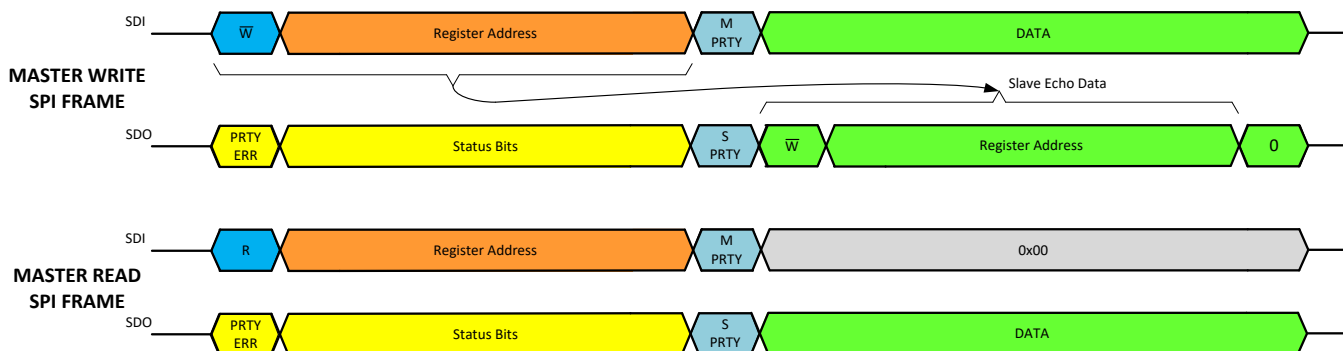 SDI
W̅
Register Address
M
PRTY
DATA
MASTER WRITE
SPI FRAME
Slave Echo Data
SDO
PRTY
ERR
Status Bits
S
PRTY
W̅
Register Address
0
SDI
R
Register Address
M
PRTY
0x00
MASTER READ
SPI FRAME
SDO
PRTY
ERR
Status Bits
S
PRTY
DATA